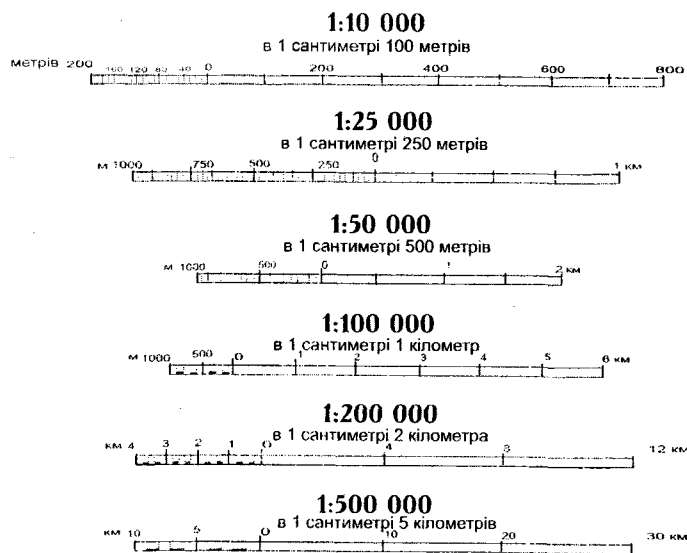 1:10 000
в 1 сантиметрі 100 метрів
метрів 200 160 120 80 40 0 200 400 600 800
1:25 000
в 1 сантиметрі 250 метрів
м 1000 750 500 250 0 1 км
1:50 000
в 1 сантиметрі 500 метрів
м 1000 500 0 1 2 км
1:100 000
в 1 сантиметрі 1 кілометр
м 1000 500 0 1 2 3 4 5 6 км
1:200 000
в 1 сантиметрі 2 кілометра
км 4 3 2 1 0 4 8 12 км
1:500 000
в 1 сантиметрі 5 кілометрів
км 10 5 0 10 20 30 км